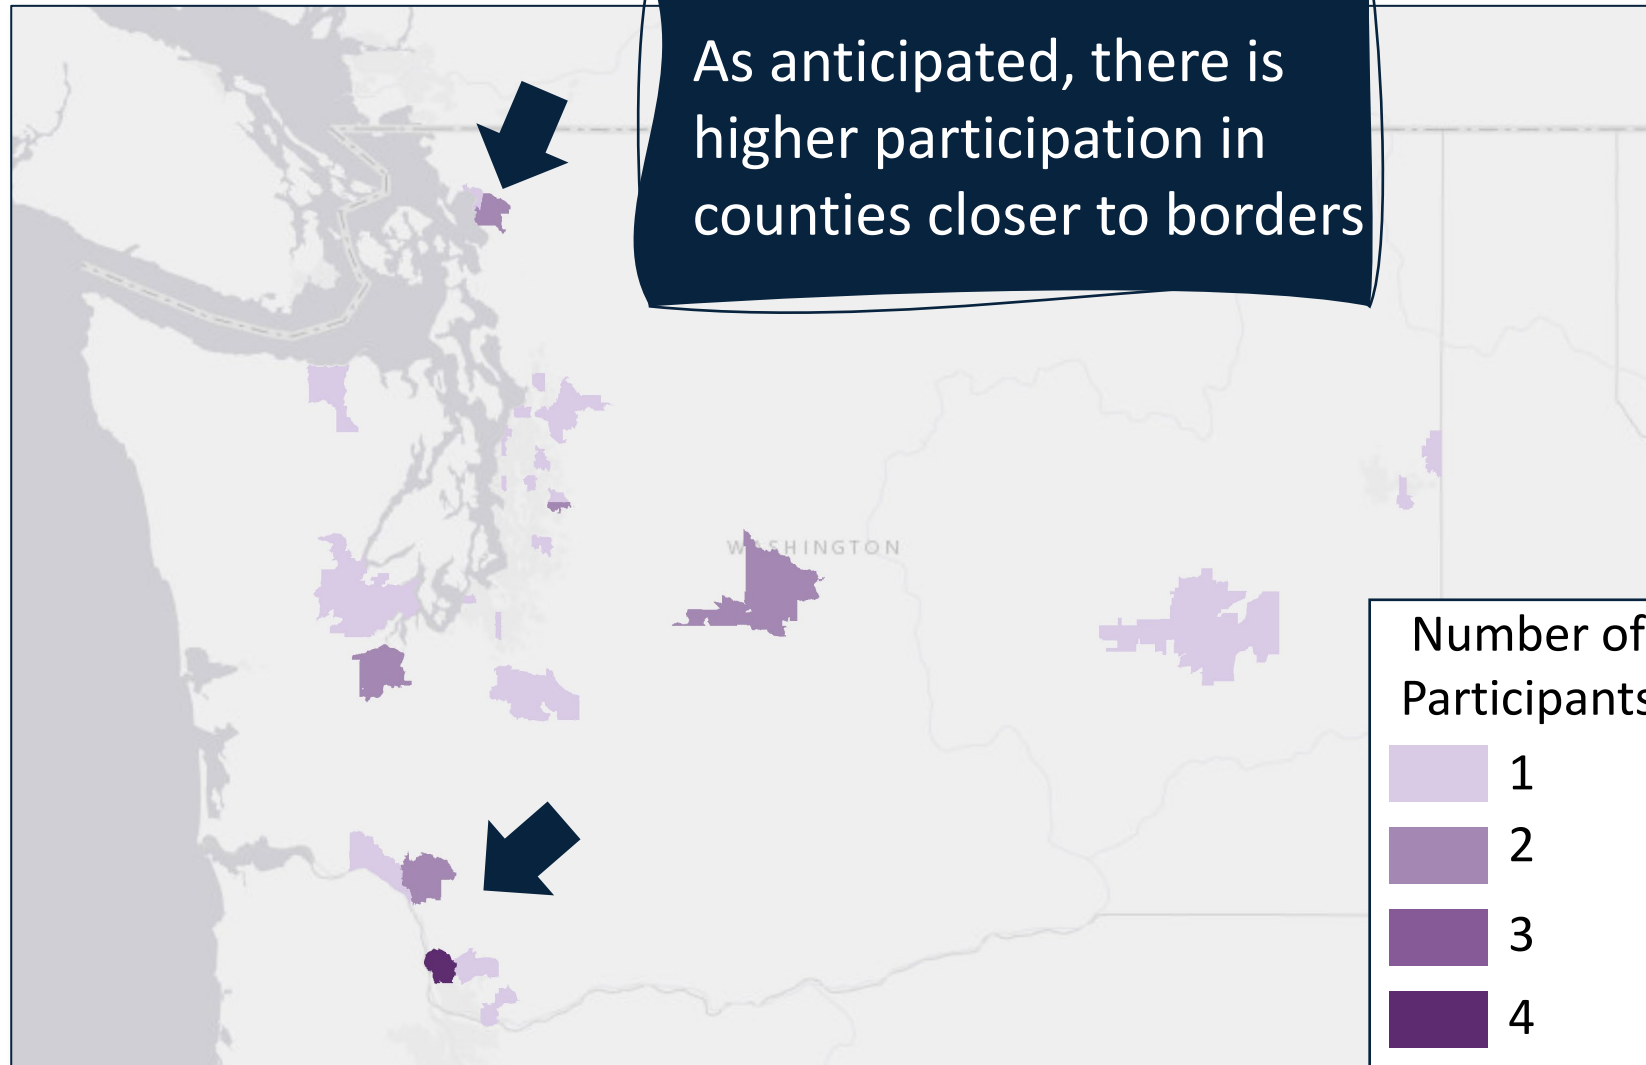 As anticipated, there is
higher participation in
counties closer to borders
WASHINGTON
Number of
Participants
1
2
3
4